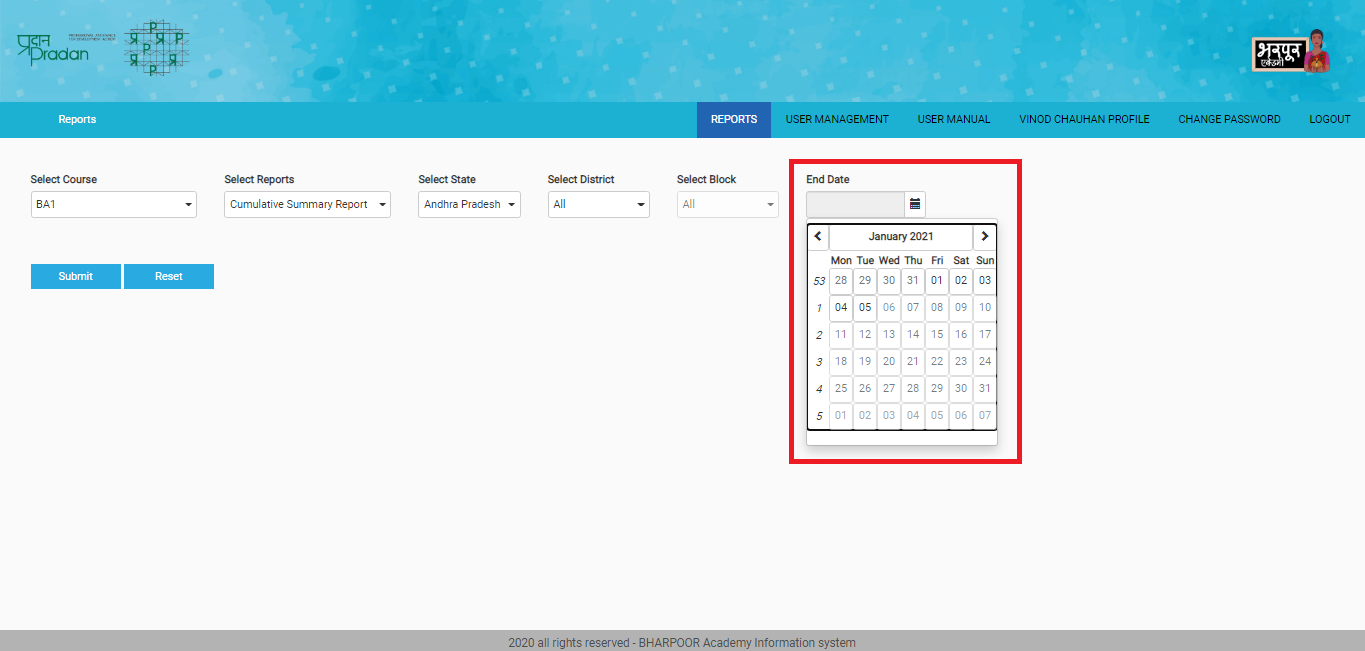 प्रदान
Pradan
PROFESSIONAL ASSISTANCE
FOR DEVELOPMENT ACTION
P
प्र प्र P
P प्र
प्र P प्र
P
भरपूर
एकेडमी
Reports
REPORTS USER MANAGEMENT USER MANUAL VINOD CHAUHAN PROFILE CHANGE PASSWORD LOGOUT
Select Course Select Reports Select State Select District Select Block End Date
BA1 Cumulative Summary Report Andhra Pradesh All All
January 2021
Mon Tue Wed Thu Fri Sat Sun
53 28 29 30 31 01 02 03
1 04 05 06 07 08 09 10
2 11 12 13 14 15 16 17
3 18 19 20 21 22 23 24
4 25 26 27 28 29 30 31
5 01 02 03 04 05 06 07
Submit Reset
2020 all rights reserved - BHARPOOR Academy Information system